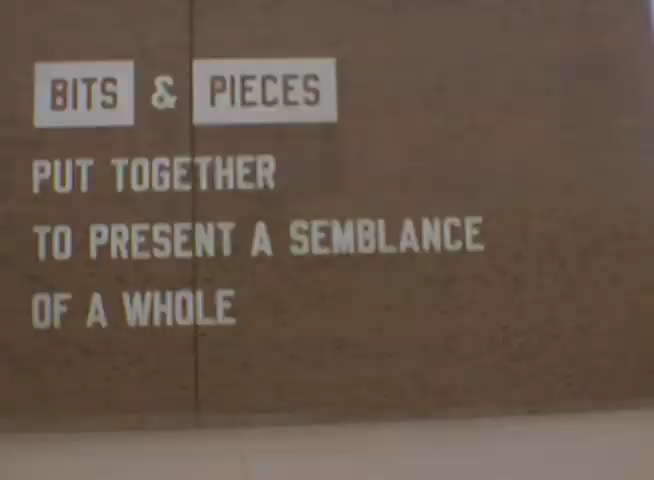 BITS & PIECES
PUT TOGETHER
TO PRESENT A SEMBLANCE
OF A WHOLE